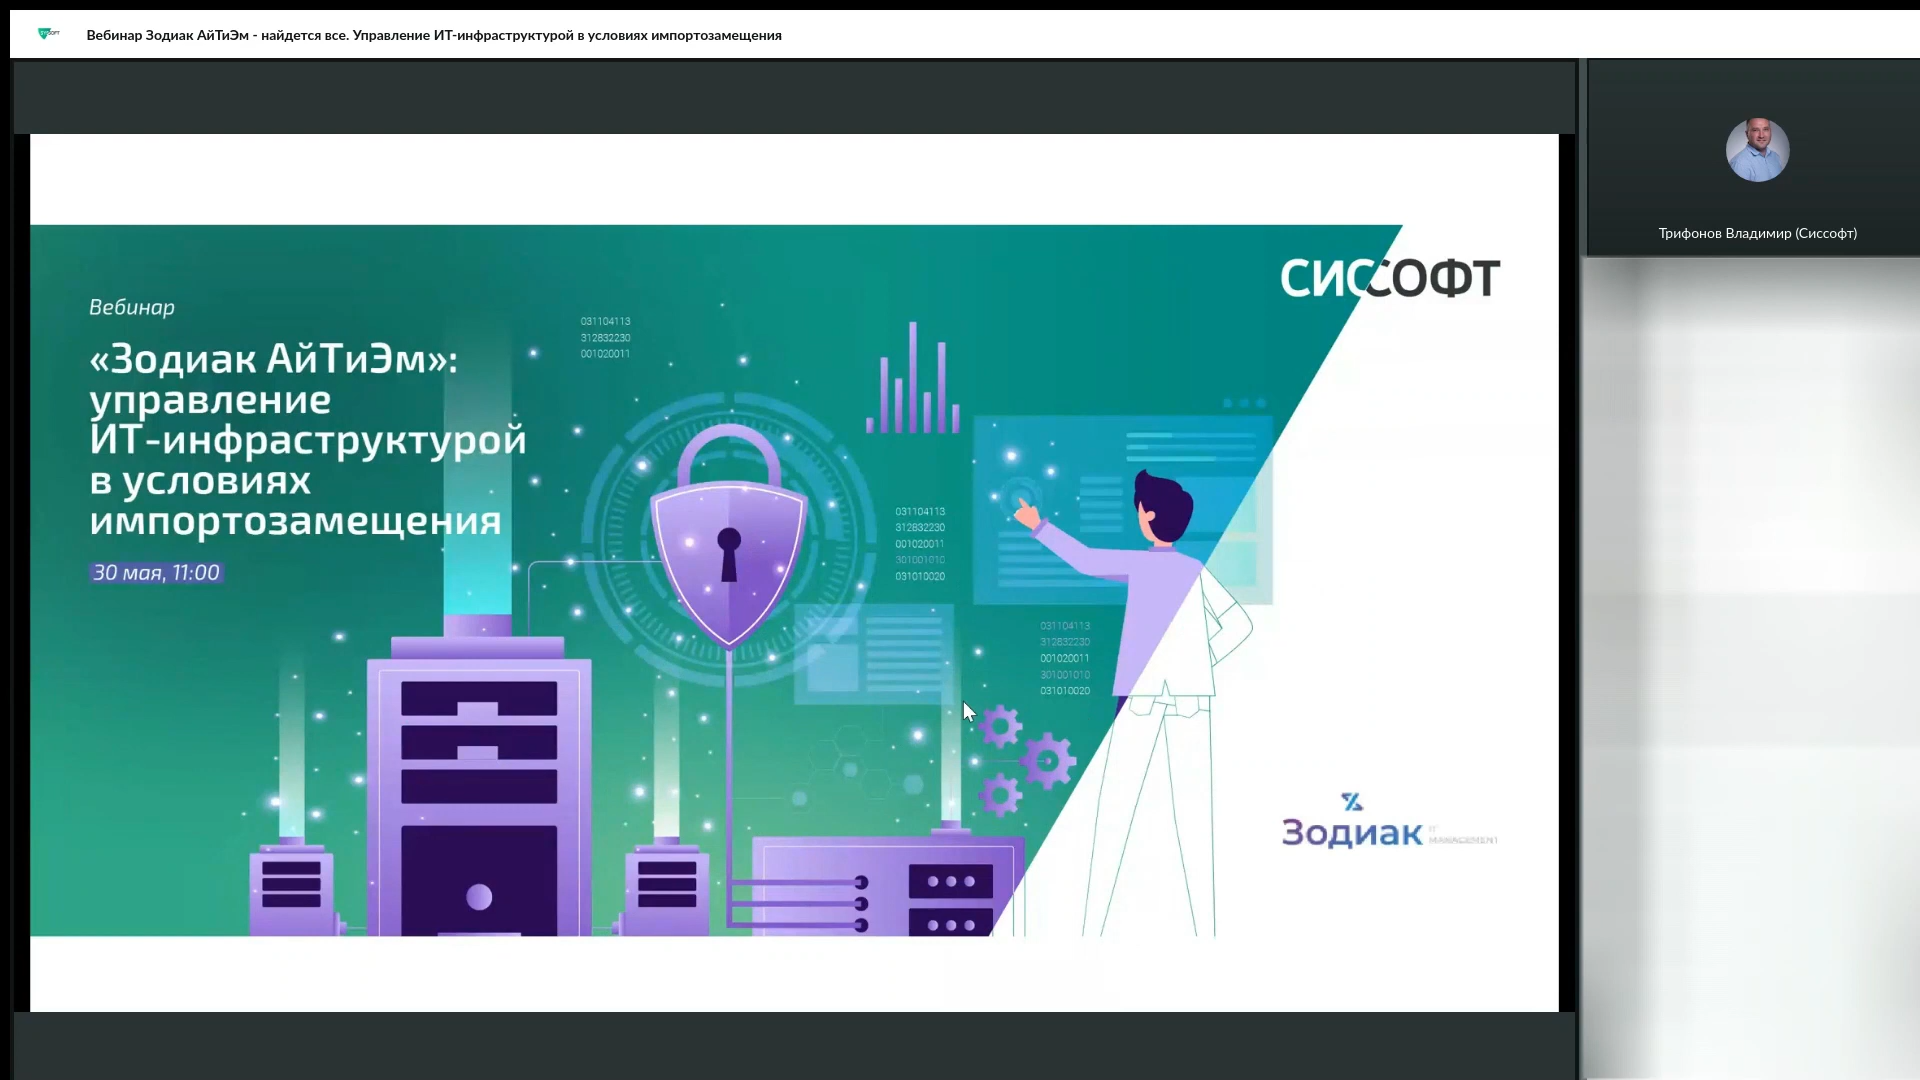 Вебинар Зодиак АйТиЭм - найдется все. Управление ИТ-инфраструктурой в условиях импортозамещения
Трифонов Владимир (Сиссофт)
СИССОФТ
Вебинар
«Зодиак АйТиЭм»:
управление
ИТ-инфраструктурой
в условиях
импортозамещения
30 мая, 11:00
031104113
312832230
001020011
031104113
312832230
001020011
301001010
031010020
031104113
312832230
001020011
301001010
031010020
Зодиак
IT
MANAGEMENT